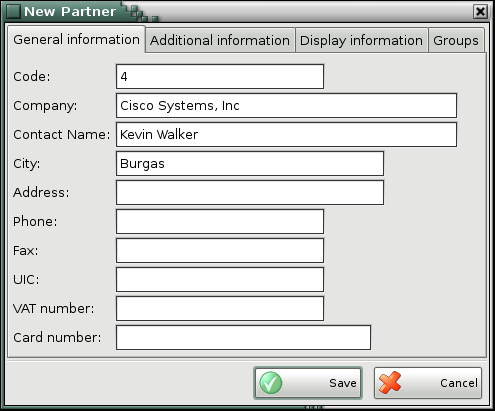 New Partner
General information Additional information Display information Groups
Code: 4
Company: Cisco Systems, Inc
Contact Name: Kevin Walker
City: Burgas
Address:
Phone:
Fax:
UIC:
VAT number:
Card number:
Save Cancel